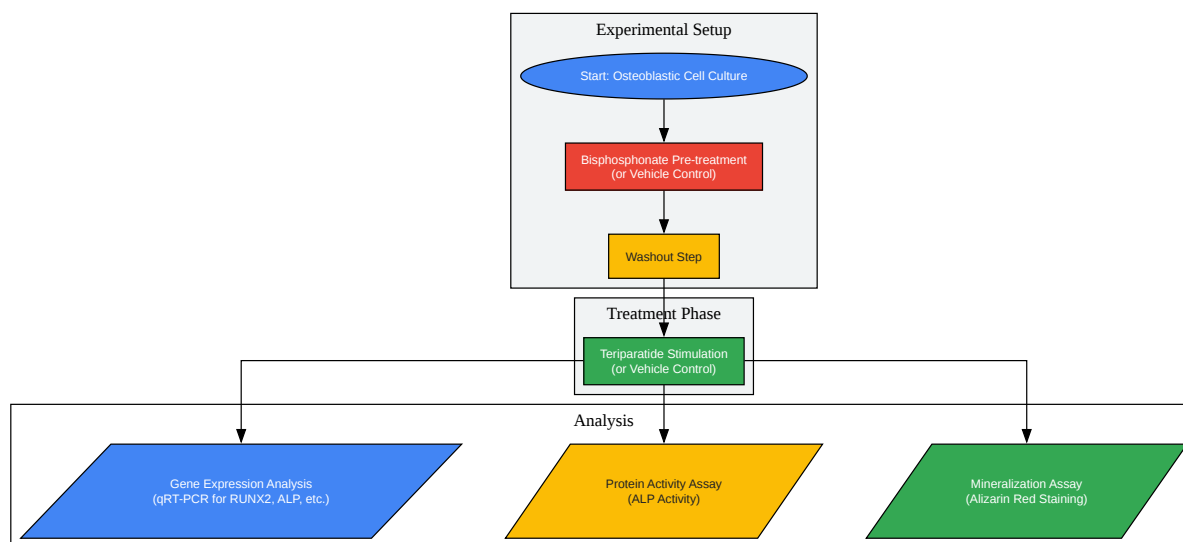 Experimental Setup
Start: Osteoblastic Cell Culture
Bisphosphonate Pre-treatment
(or Vehicle Control)
Washout Step
Treatment Phase
Teriparatide Stimulation
(or Vehicle Control)
Analysis
Gene Expression Analysis
(qRT-PCR for RUNX2, ALP, etc.)
Protein Activity Assay
(ALP Activity)
Mineralization Assay
(Alizarin Red Staining)